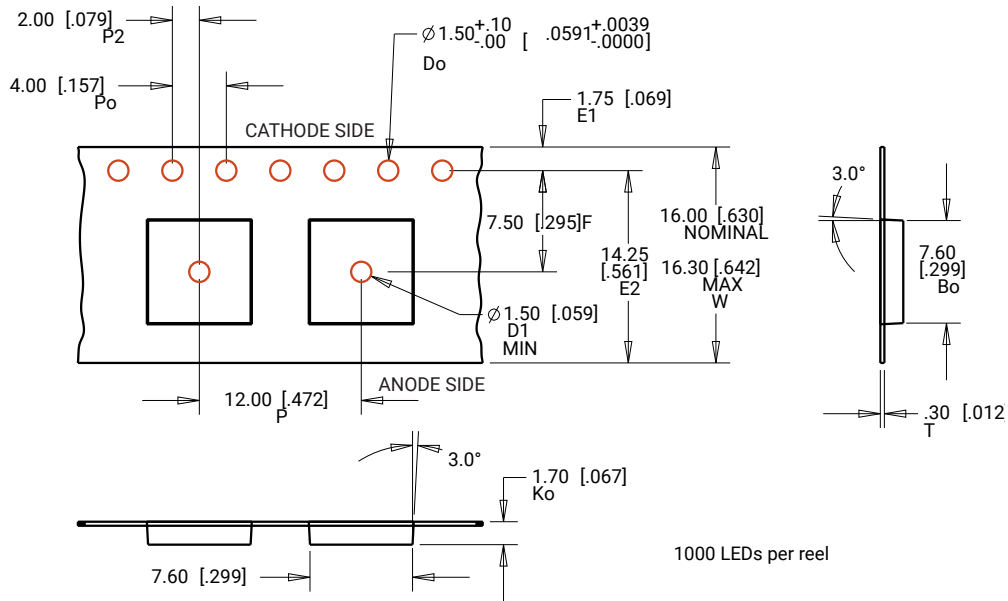 2.00 [.079]
P2
4.00 [.157]
Po
Ø 1.50 +.10 -.00 [ .0591 +.0039 -.0000]
Do
1.75 [.069]
E1
CATHODE SIDE
7.50 [.295]F
14.25
[.561]
E2
16.00 [.630]
NOMINAL
16.30 [.642]
MAX
W
Ø 1.50 [.059]
D1
MIN
ANODE SIDE
12.00 [.472]
P
3.0°
7.60
[.299]
Bo
.30 [.012]
T
3.0°
1.70 [.067]
Ko
7.60 [.299]
1000 LEDs per reel